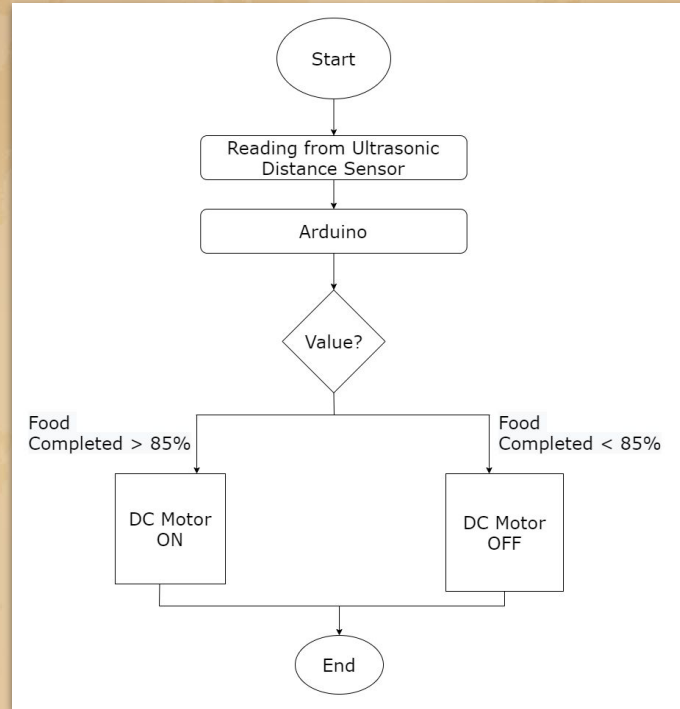 Start
Reading from Ultrasonic
Distance Sensor
Arduino
Value?
Food
Completed > 85%
Food
Completed < 85%
DC Motor
ON
DC Motor
OFF
End